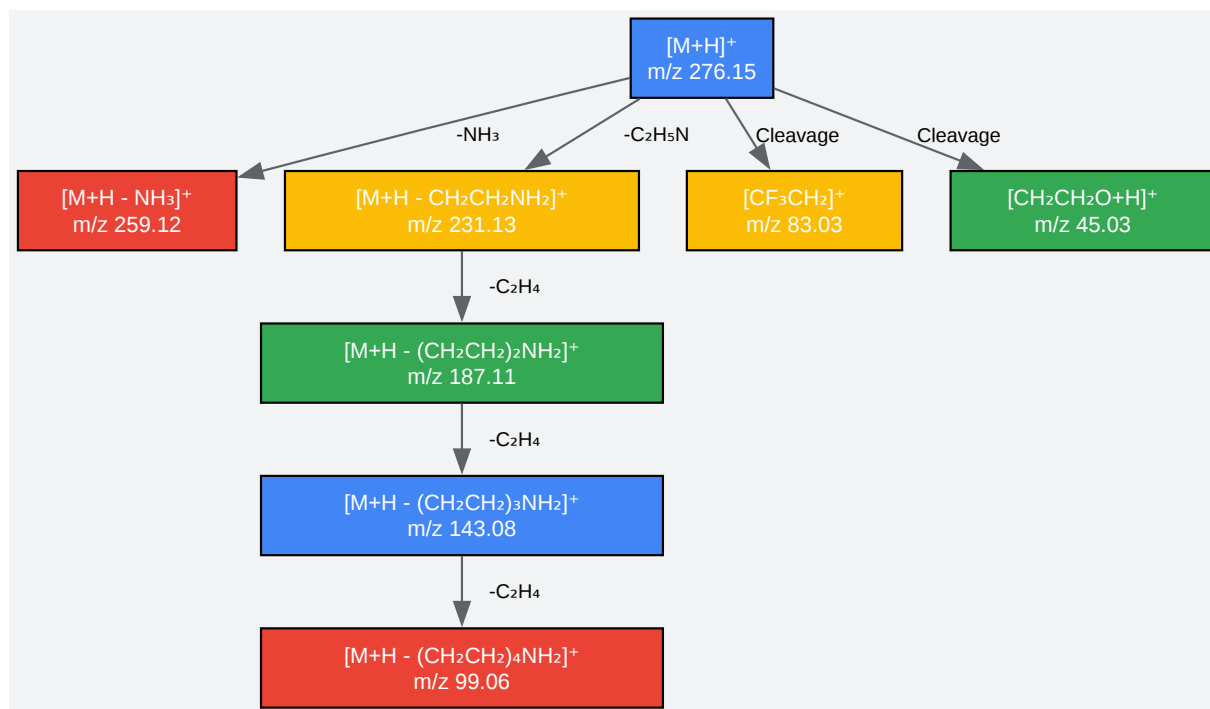 [M+H]⁺
m/z 276.15
-NH₃
-C₂H₅N
Cleavage
Cleavage
[M+H - NH₃]⁺
m/z 259.12
[M+H - CH₂CH₂NH₂]⁺
m/z 231.13
[CF₃CH₂]⁺
m/z 83.03
[CH₂CH₂O+H]⁺
m/z 45.03
-C₂H₄
[M+H - (CH₂CH₂)₂NH₂]⁺
m/z 187.11
-C₂H₄
[M+H - (CH₂CH₂)₃NH₂]⁺
m/z 143.08
-C₂H₄
[M+H - (CH₂CH₂)₄NH₂]⁺
m/z 99.06